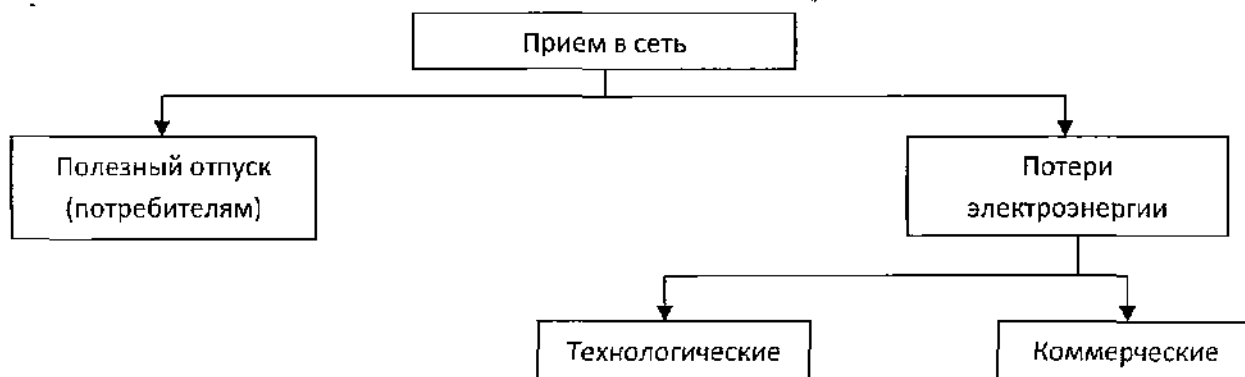 Прием в сеть
Полезный отпуск
(потребителям)
Потери
электроэнергии
Технологические
Коммерческие